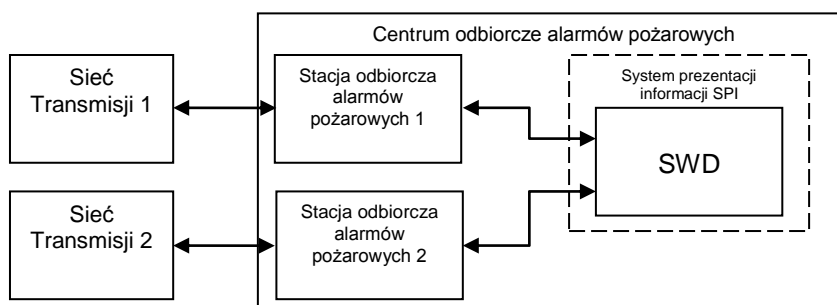 Centrum odbiorcze alarmów pożarowych
Sieć
Transmisji 1
Stacja odbiorcza
alarmów
pożarowych 1
System prezentacji
informacji SPI
SWD
Sieć
Transmisji 2
Stacja odbiorcza
alarmów
pożarowych 2